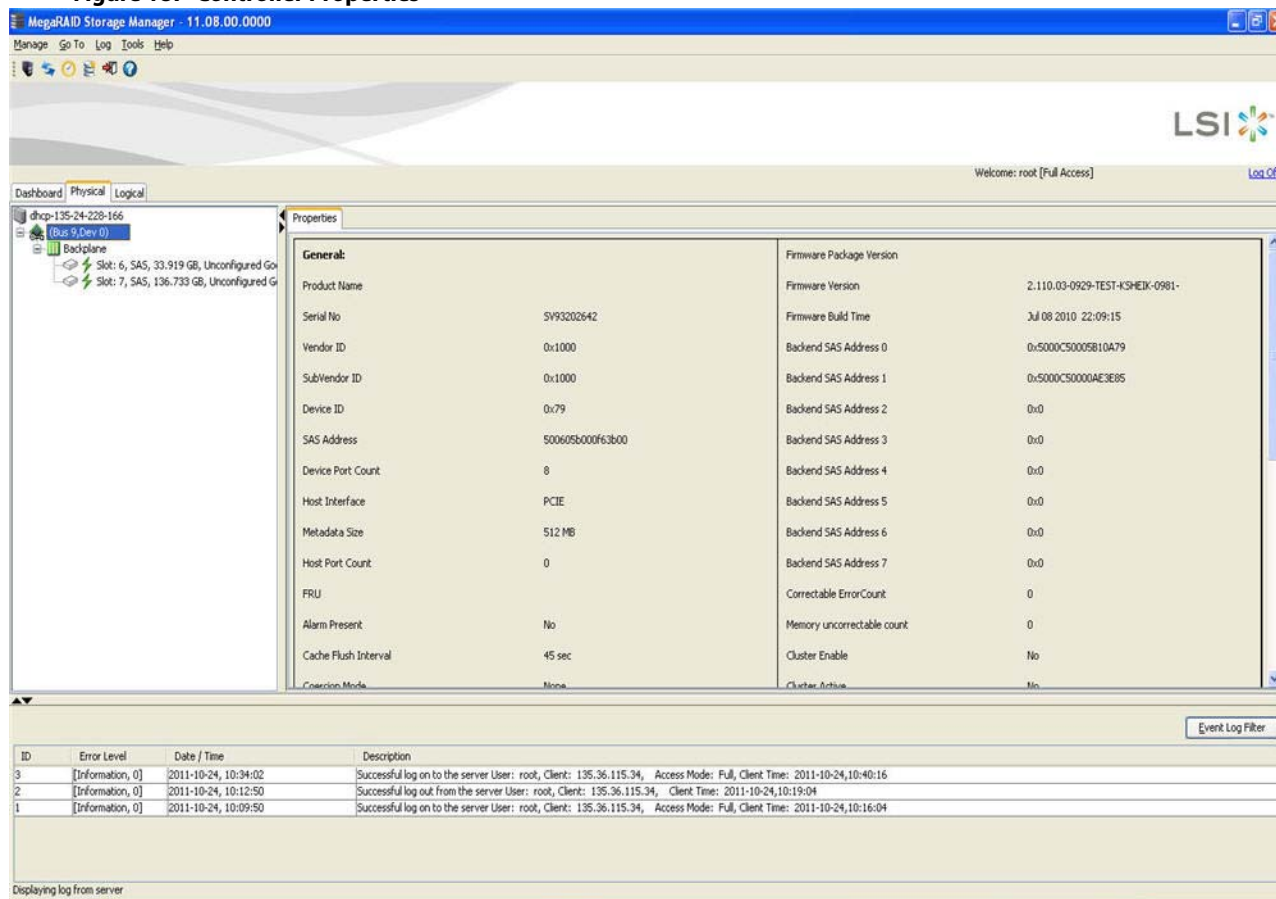 MegaRAID Storage Manager - 11.08.00.0000
Manage Go To Log Tools Help
LSI
Welcome: root [Full Access]
Dashboard Physical Logical
dhcp-135-24-228-166
(Bus 9,Dev 0)
Backplane
Slot: 6, SAS, 33.919 GB, Unconfigured Go
Slot: 7, SAS, 136.733 GB, Unconfigured G
Properties
General:
Firmware Package Version
Product Name
Firmware Version 2.110.03-0929-TEST-KSHEIK-0981-
Serial No SV93202642
Firmware Build Time Jul 08 2010 22:09:15
Vendor ID 0x1000
Backend SAS Address 0 0x5000C50005B10A79
SubVendor ID 0x1000
Backend SAS Address 1 0x5000C50000AE3E85
Device ID 0x79
Backend SAS Address 2 0x0
SAS Address 500605b000f63b00
Backend SAS Address 3 0x0
Device Port Count 8
Backend SAS Address 4 0x0
Host Interface PCIE
Backend SAS Address 5 0x0
Metadata Size 512 MB
Backend SAS Address 6 0x0
Host Port Count 0
Backend SAS Address 7 0x0
FRU
Correctable ErrorCount 0
Alarm Present No
Memory uncorrectable count 0
Cache Flush Interval 45 sec
Cluster Enable No
Coercion Mode None
Cluster Active No
Event Log Filter
ID Error Level Date / Time Description
3 [Information, 0] 2011-10-24, 10:34:02 Successful log on to the server User: root, Client: 135.36.115.34, Access Mode: Full, Client Time: 2011-10-24,10:40:16
2 [Information, 0] 2011-10-24, 10:12:50 Successful log out from the server User: root, Client: 135.36.115.34, Client Time: 2011-10-24,10:19:04
1 [Information, 0] 2011-10-24, 10:09:50 Successful log on to the server User: root, Client: 135.36.115.34, Access Mode: Full, Client Time: 2011-10-24,10:16:04
Displaying log from server